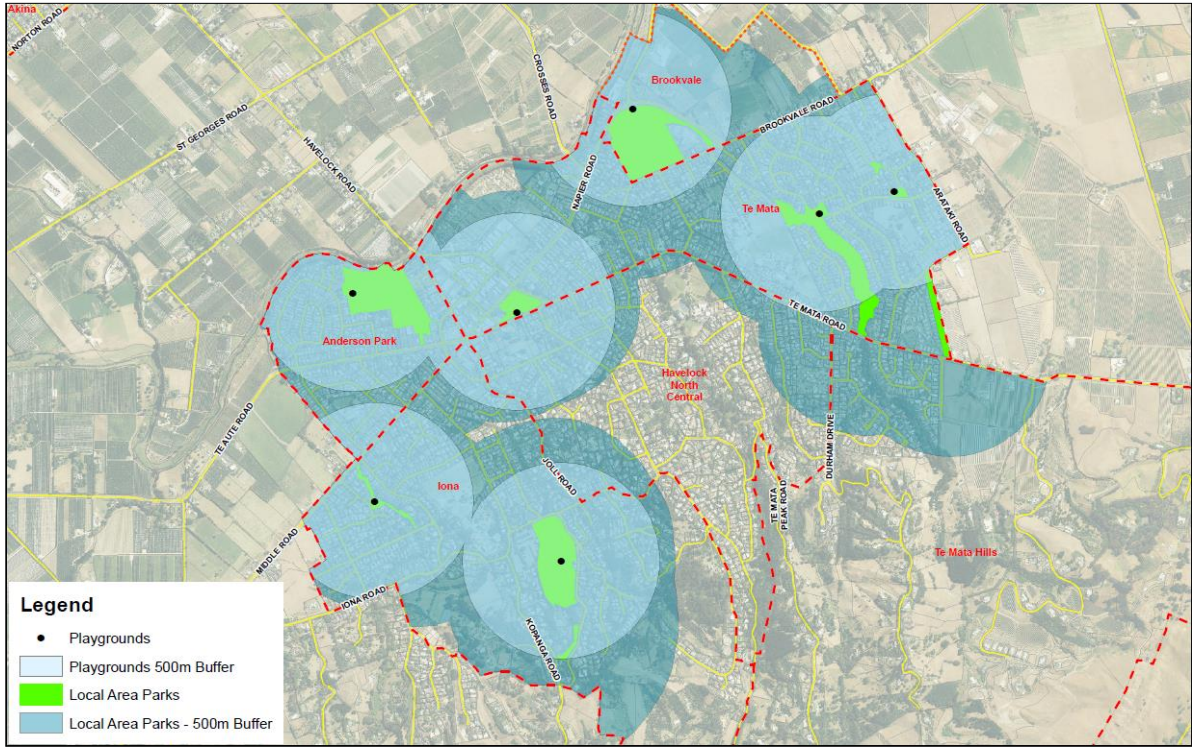 Akina
NORTON ROAD
CROSSES ROAD
Brookvale
ST GEORGES ROAD
HAVELOCK ROAD
BROOKVALE ROAD
NAPIER ROAD
Te Mata
ARATAKI ROAD
TE MATA ROAD
Anderson Park
Havelock
North
Central
TE AUTE ROAD
DURHAM DRIVE
JOLL ROAD
Iona
TE MATA
PEAK ROAD
MIDDLE ROAD
Te Mata Hills
IONA ROAD
KOPANGA ROAD
Legend
Playgrounds
Playgrounds 500m Buffer
Local Area Parks
Local Area Parks - 500m Buffer